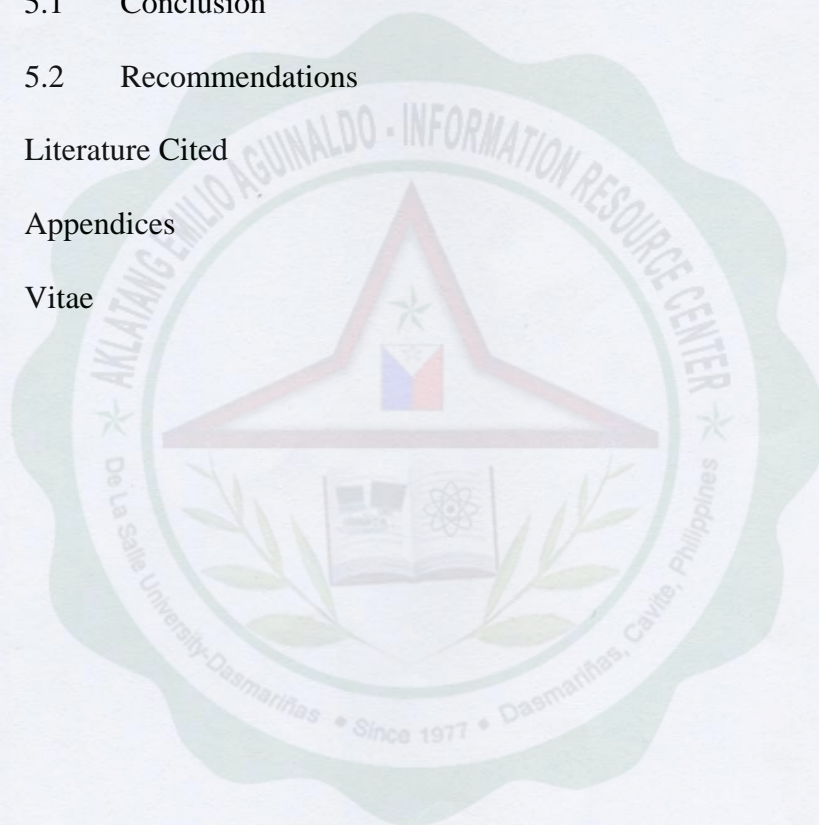 5.1 Conclusion
5.2 Recommendations
Literature Cited
Appendices
Vitae
AKLATANG EMILIO AGUINALDO - INFORMATION RESOURCE CENTER
De La Salle University-Dasmariñas • Since 1977 • Dasmariñas, Cavite, Philippines